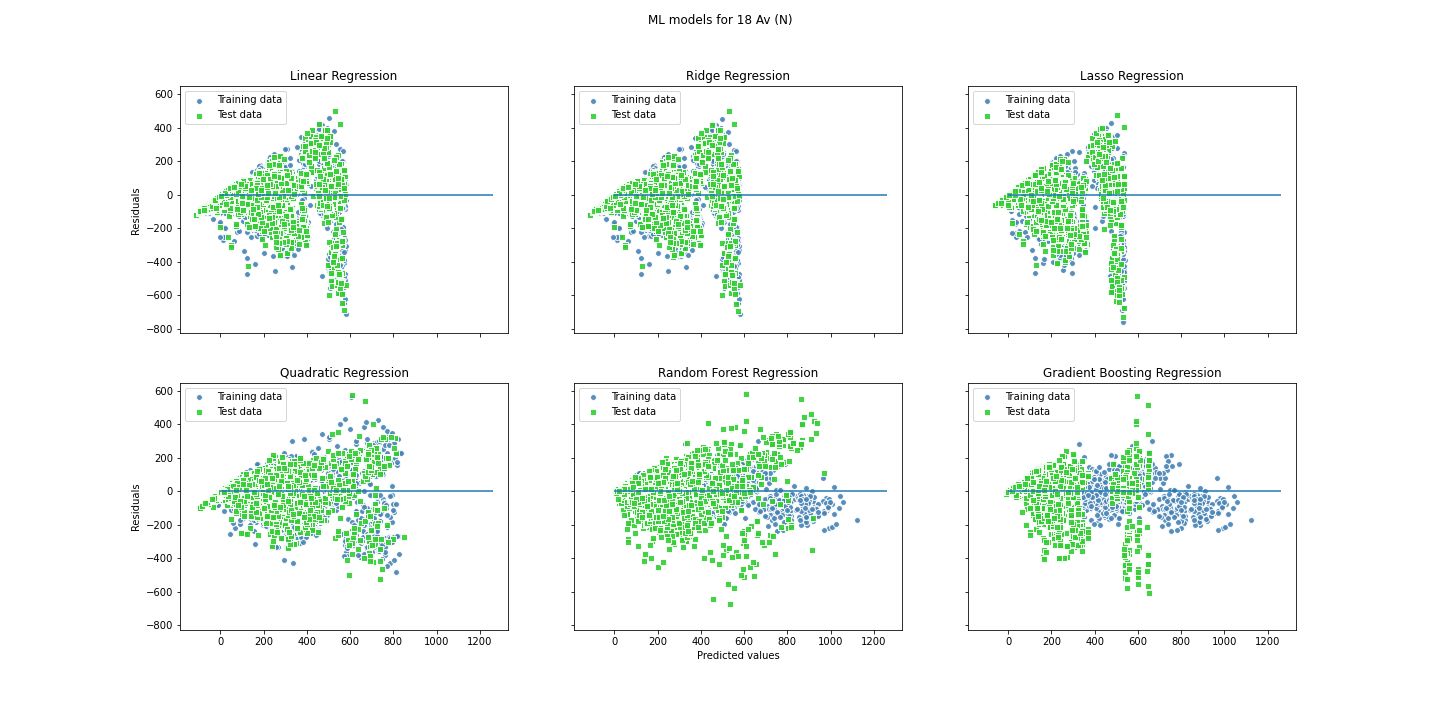 ML models for 18 Av (N)
Linear Regression
Training data
Test data
600
400
200
0
−200
−400
−600
−800
Residuals
Ridge Regression
Training data
Test data
Lasso Regression
Training data
Test data
Quadratic Regression
Training data
Test data
600
400
200
0
−200
−400
−600
−800
Residuals
0 200 400 600 800 1000 1200
Random Forest Regression
Training data
Test data
0 200 400 600 800 1000 1200
Predicted values
Gradient Boosting Regression
Training data
Test data
0 200 400 600 800 1000 1200